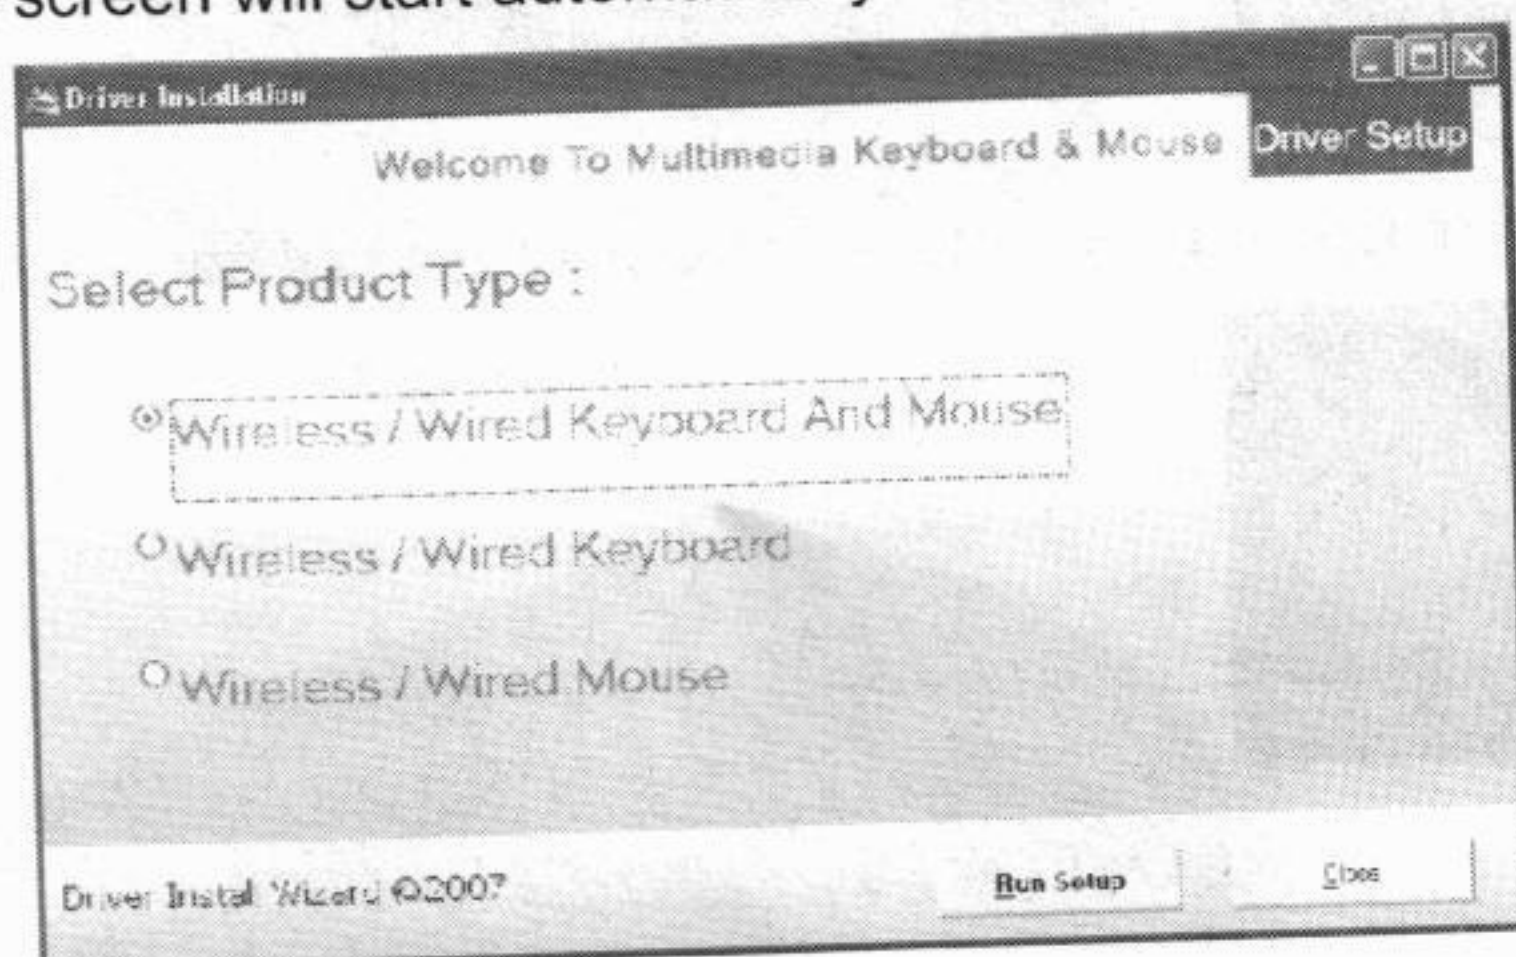 screen will start automatically
Driver Installation
Welcome To Multimedia Keyboard & Mouse Driver Setup
Select Product Type :
Wireless / Wired Keyboard And Mouse
Wireless / Wired Keyboard
Wireless / Wired Mouse
Driver Install Wizard ©2007
Run Setup Close